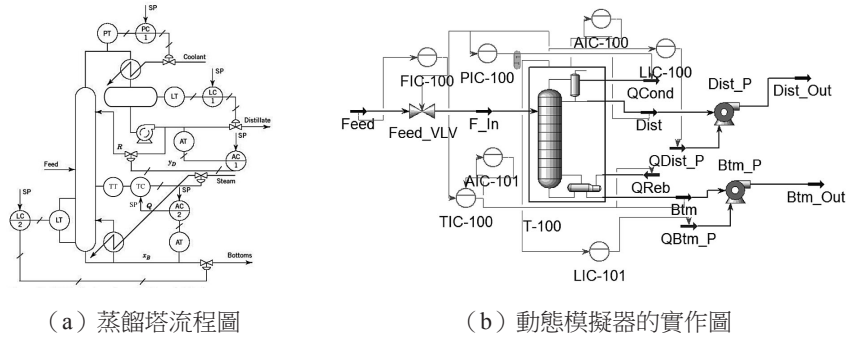 SP
PT
PC 1
SP
Coolant
LT
LC 1
Distillate
SP
R
AT
yD
AC 1
Feed
Steam
SP
TT
TC
SP
SP
Q
AC 2
LC 2
LT
AT
xB
Bottoms
（a）蒸餾塔流程圖
AIC-100
FIC-100
PIC-100
LIC-100
QCond
Dist_P
Dist_Out
Feed
Feed_VLV
F_In
Dist
QDist_P
AIC-101
Btm_P
QReb
TIC-100
T-100
Btm
Btm_Out
QBtm_P
LIC-101
（b）動態模擬器的實作圖